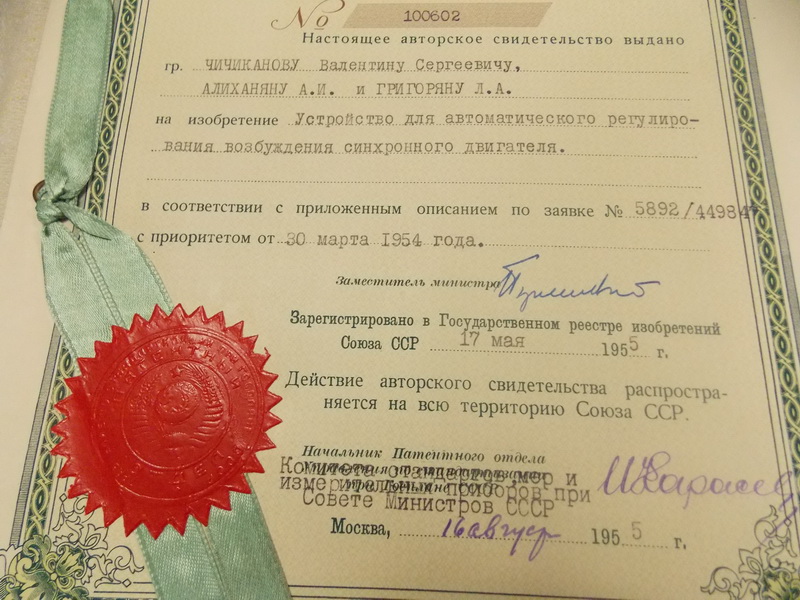 № 100602
Настоящее авторское свидетельство выдано
гр. ЧИЧИКАНОВУ Валентину Сергеевичу,
АЛИХАНЯНУ А.И. и ГРИГОРЯНУ Л.А.
на изобретение Устройство для автоматического регулиро-
вания возбуждения синхронного двигателя.
в соответствии с приложенным описанием по заявке № 5892/449847
с приоритетом от 30 марта 1954 года.
Заместитель министра
Зарегистрировано в Государственном реестре изобретений
Союза ССР 17 мая 1955 г.
Действие авторского свидетельства распростра-
няется на всю территорию Союза ССР.
Начальник Патентного отдела
Комитета стандартов, мер и
измерительных приборов при
Совете Министров СССР
Москва, 16 август 1955 г.